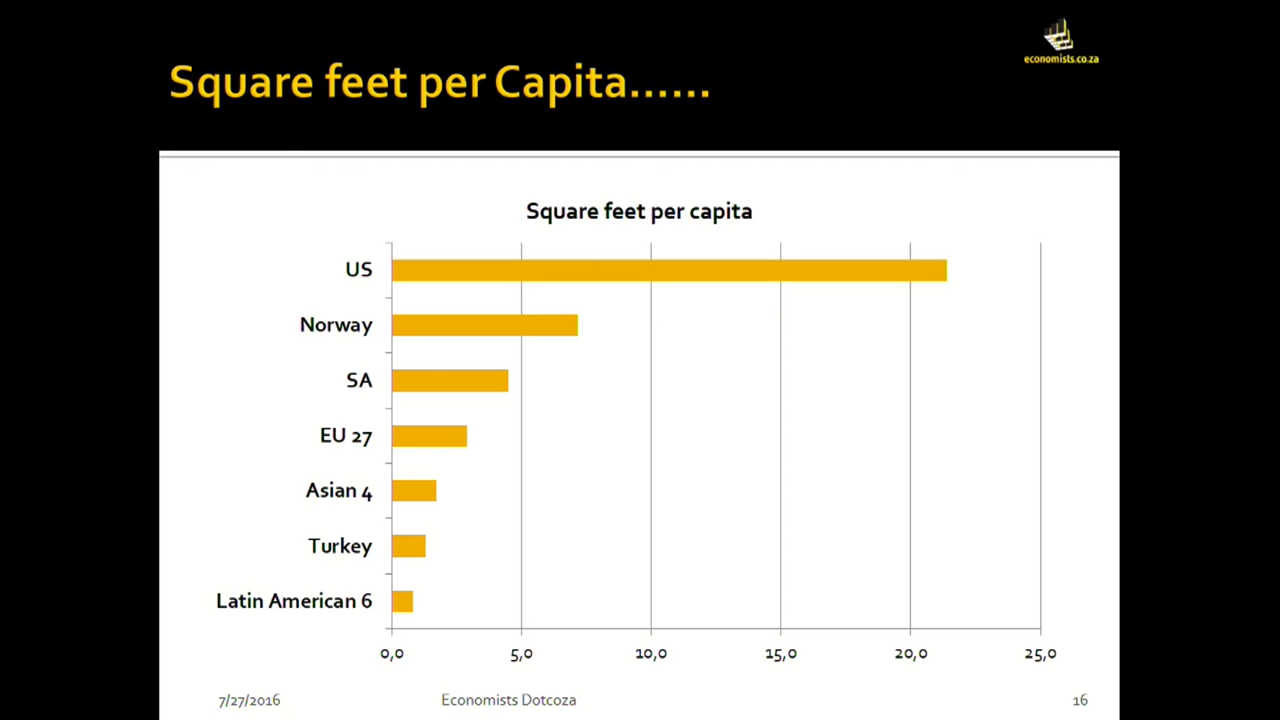 economists.co.za
Square feet per Capita......
Square feet per capita
US
Norway
SA
EU 27
Asian 4
Turkey
Latin American 6
0,0 5,0 10,0 15,0 20,0 25,0
7/27/2016 Economists Dotcoza 16